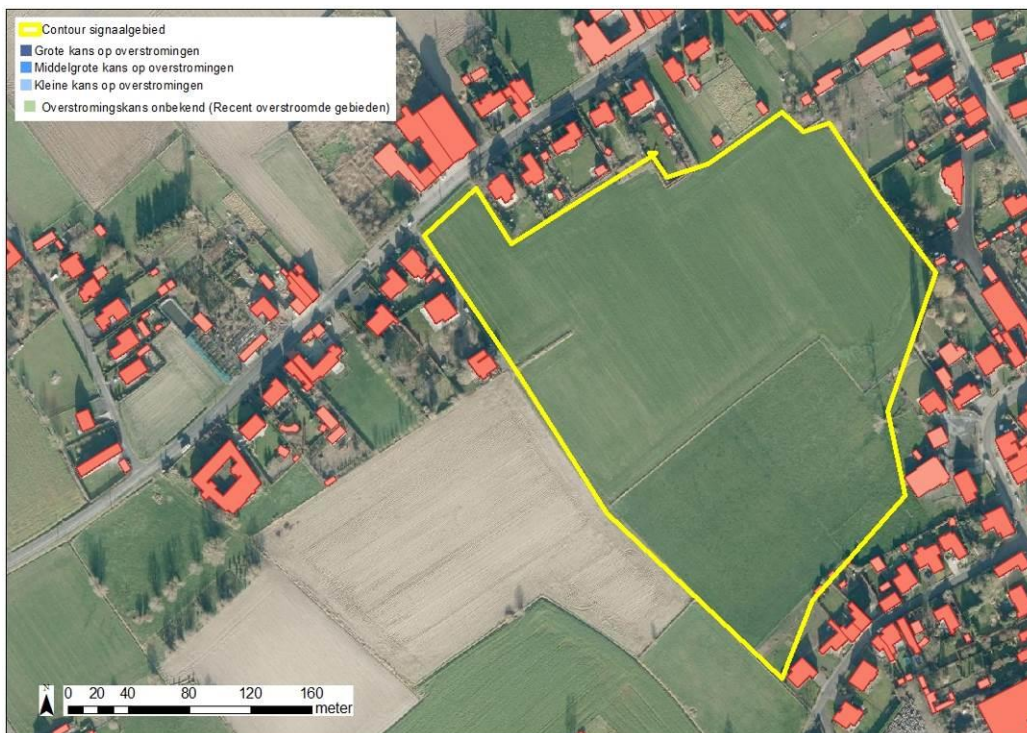 Contour signaalgebied
Grote kans op overstromingen
Middelgrote kans op overstromingen
Kleine kans op overstromingen
Overstromingskans onbekend (Recent overstroomde gebieden)
N
0 20 40 80 120 160
meter